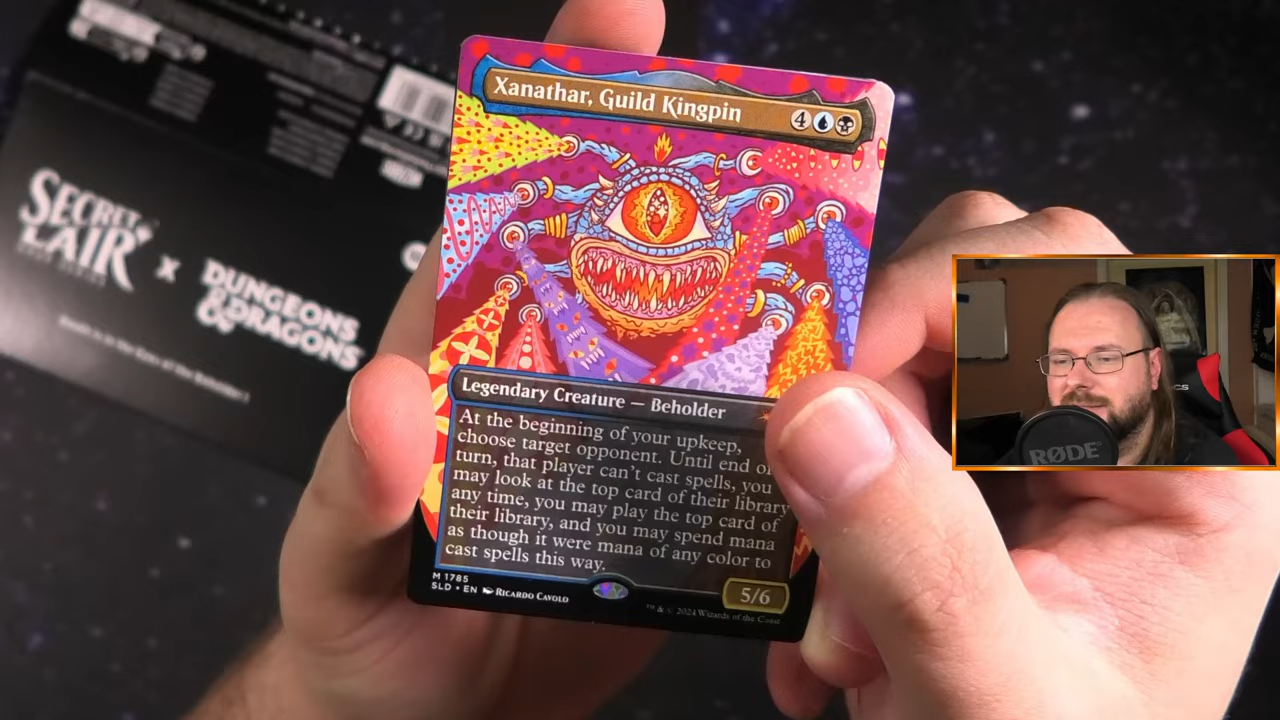 Xanathar, Guild Kingpin
4
Legendary Creature — Beholder
At the beginning of your upkeep,
choose target opponent. Until end of
turn, that player can't cast spells, you
may look at the top card of their library
any time, you may play the top card of
their library, and you may spend mana
as though it were mana of any color to
cast spells this way.
5/6
M 1785
SLD • EN RICARDO CAVOLO
™ & © 2024 Wizards of the Coast
SECRET
LAIR
X
DUNGEONS
& DRAGONS
RØDE